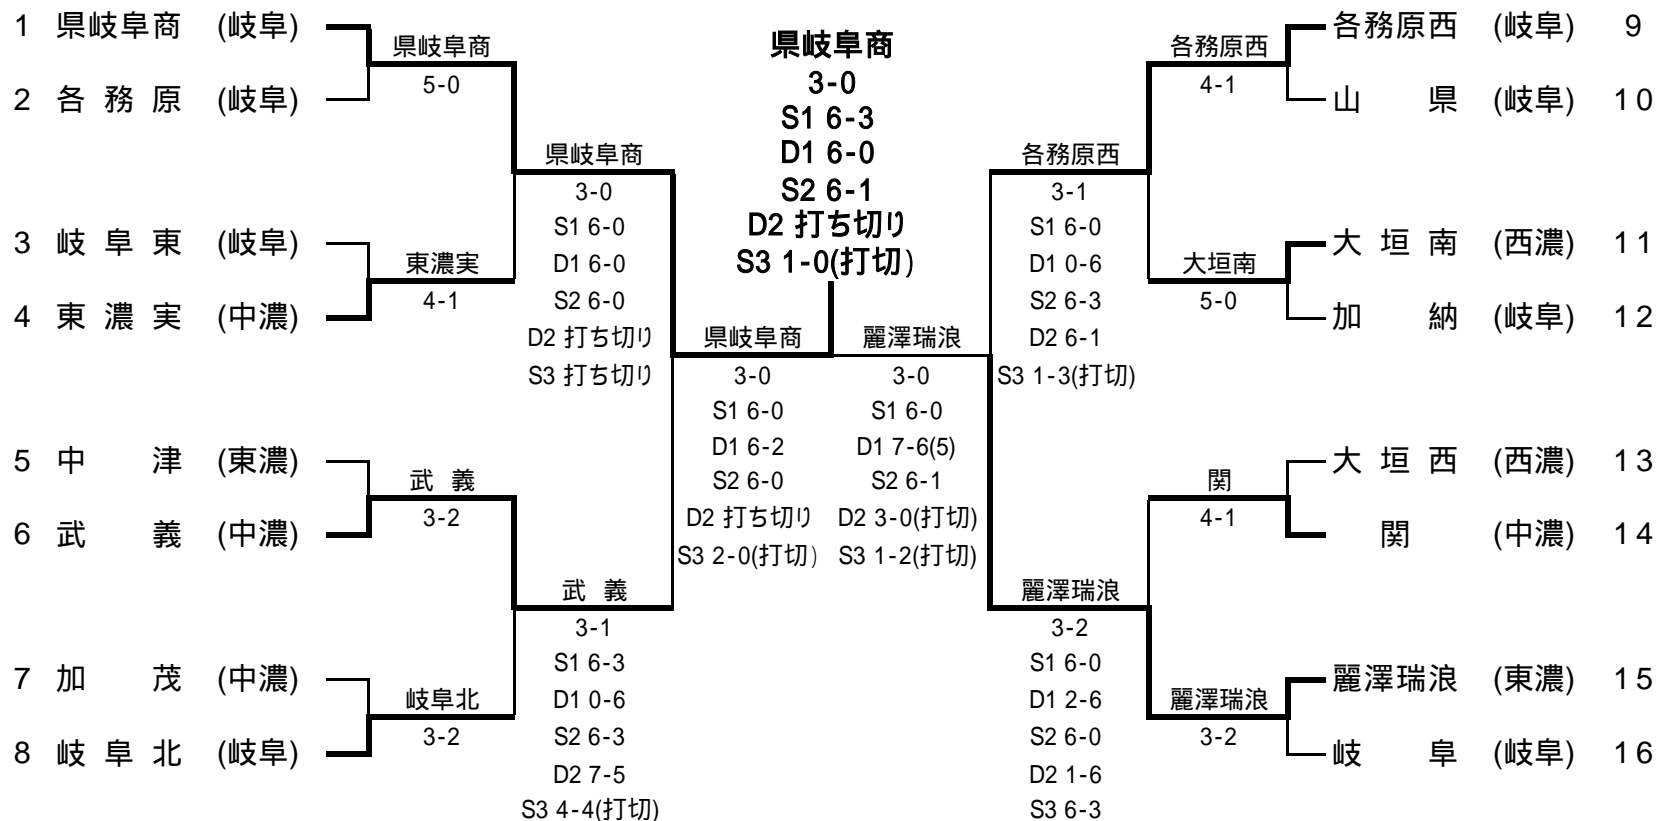 1 県岐阜商 (岐阜)
2 各務原 (岐阜)
3 岐阜東 (岐阜)
4 東濃実 (中濃)
5 中津 (東濃)
6 武義 (中濃)
7 加茂 (中濃)
8 岐阜北 (岐阜)
県岐阜商
5-0
東濃実
4-1
武義
3-2
岐阜北
3-2
県岐阜商
3-0
S1 6-0
D1 6-0
S2 6-0
D2 打ち切り
S3 打ち切り
武義
3-1
S1 6-3
D1 0-6
S2 6-3
D2 7-5
S3 4-4(打切)
県岐阜商
3-0
S1 6-0
D1 6-2
S2 6-0
D2 打ち切り
S3 2-0(打切)
県岐阜商
3-0
S1 6-3
D1 6-0
S2 6-1
D2 打ち切り
S3 1-0(打切)
麗澤瑞浪
3-0
S1 6-0
D1 7-6(5)
S2 6-1
D2 3-0(打切)
S3 1-2(打切)
各務原西
3-1
S1 6-0
D1 0-6
S2 6-3
D2 6-1
S3 1-3(打切)
麗澤瑞浪
3-2
S1 6-0
D1 2-6
S2 6-0
D2 1-6
S3 6-3
各務原西
4-1
大垣南
5-0
関
4-1
麗澤瑞浪
3-2
各務原西 (岐阜) 9
山県 (岐阜) 10
大垣南 (西濃) 11
加納 (岐阜) 12
大垣西 (西濃) 13
関 (中濃) 14
麗澤瑞浪 (東濃) 15
岐阜 (岐阜) 16